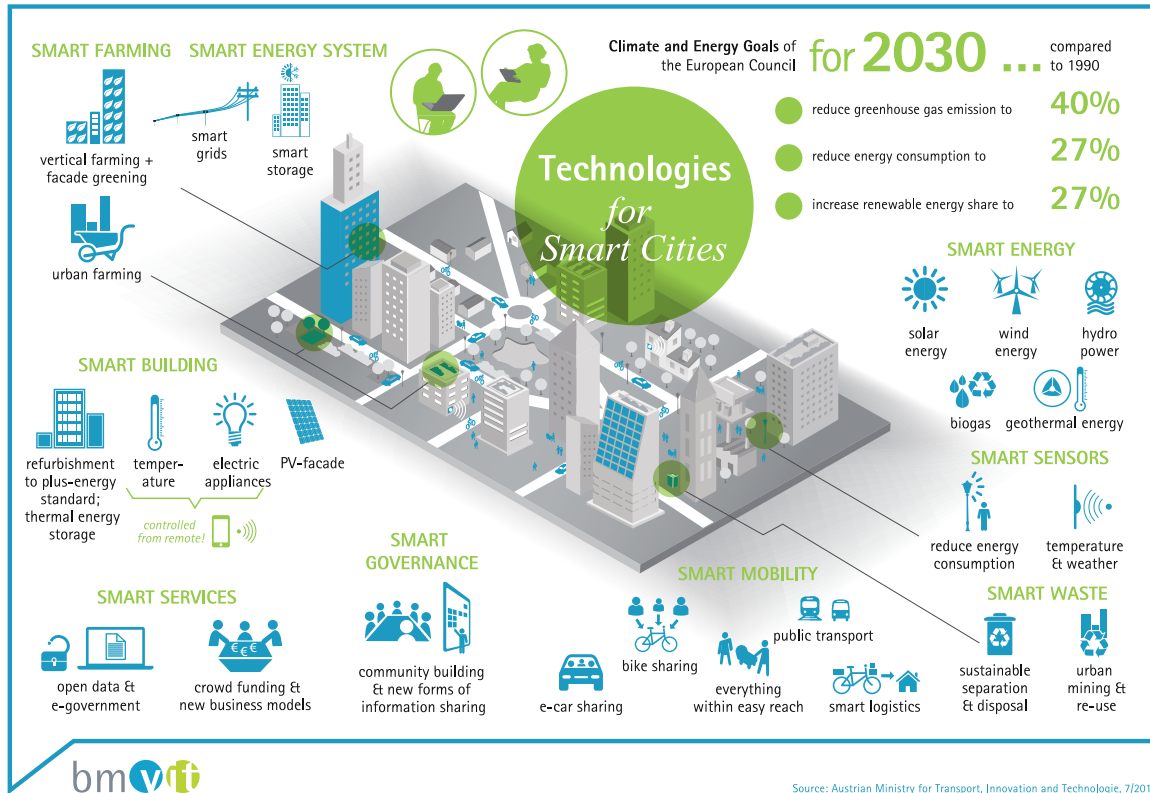 SMART FARMING
vertical farming +
facade greening
urban farming
SMART ENERGY SYSTEM
smart
grids
smart
storage
Climate and Energy Goals of
the European Council
for 2030 ...
compared
to 1990
reduce greenhouse gas emission to 40%
reduce energy consumption to 27%
increase renewable energy share to 27%
Technologies
for
Smart Cities
SMART ENERGY
solar
energy
wind
energy
hydro
power
biogas
geothermal energy
SMART BUILDING
refurbishment
to plus-energy
standard;
thermal energy
storage
temper-
ature
electric
appliances
PV-facade
controlled
from remote!
SMART SENSORS
reduce energy
consumption
temperature
& weather
SMART GOVERNANCE
community building
& new forms of
information sharing
SMART SERVICES
open data &
e-government
€€€
crowd funding &
new business models
SMART MOBILITY
e-car sharing
bike sharing
everything
within easy reach
public transport
smart logistics
SMART WASTE
sustainable
separation
& disposal
urban
mining &
re-use
bmvit
Source: Austrian Ministry for Transport, Innovation and Technologie,